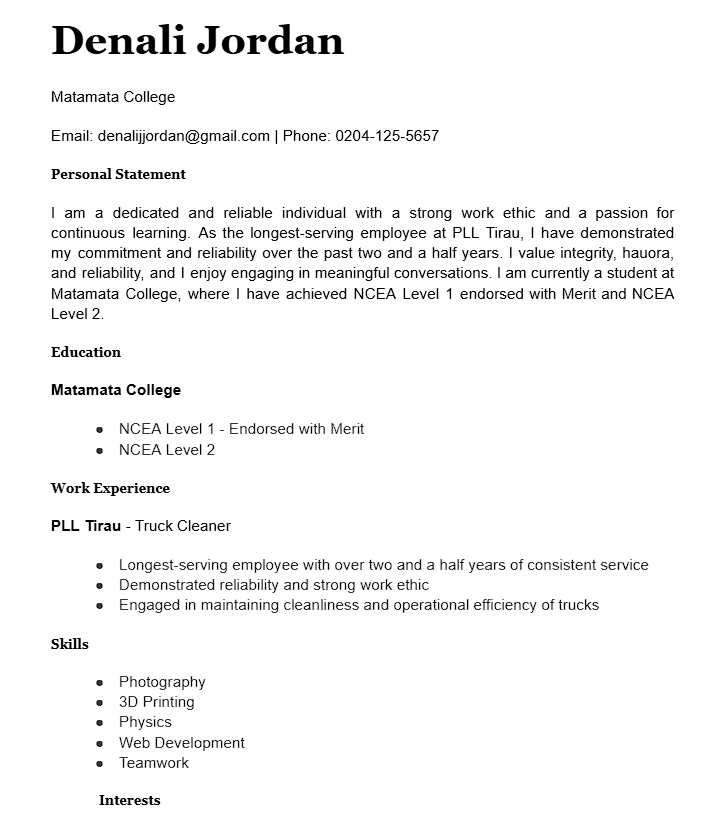 Denali Jordan
Matamata College
Email: denalijjordan@gmail.com | Phone: 0204-125-5657
Personal Statement
I am a dedicated and reliable individual with a strong work ethic and a passion for
continuous learning. As the longest-serving employee at PLL Tirau, I have demonstrated
my commitment and reliability over the past two and a half years. I value integrity, hauora,
and reliability, and I enjoy engaging in meaningful conversations. I am currently a student at
Matamata College, where I have achieved NCEA Level 1 endorsed with Merit and NCEA
Level 2.
Education
Matamata College
● NCEA Level 1 - Endorsed with Merit
● NCEA Level 2
Work Experience
PLL Tirau - Truck Cleaner
● Longest-serving employee with over two and a half years of consistent service
● Demonstrated reliability and strong work ethic
● Engaged in maintaining cleanliness and operational efficiency of trucks
Skills
● Photography
● 3D Printing
● Physics
● Web Development
● Teamwork
Interests